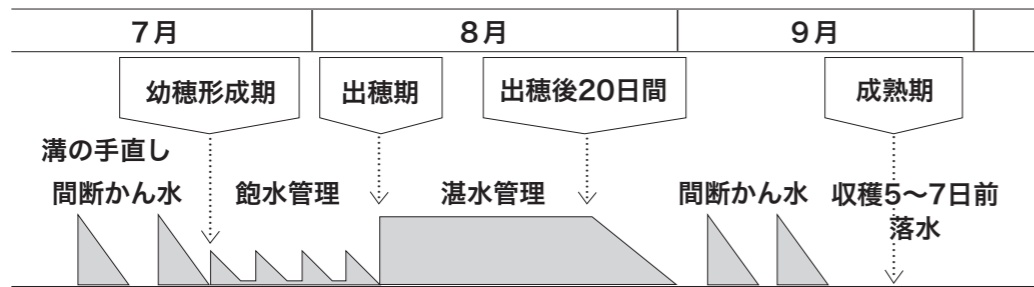 7月 8月 9月
幼穂形成期 出穂期 出穂後20日間 成熟期
溝の手直し
間断かん水 飽水管理 湛水管理 間断かん水 収穫5〜7日前
落水